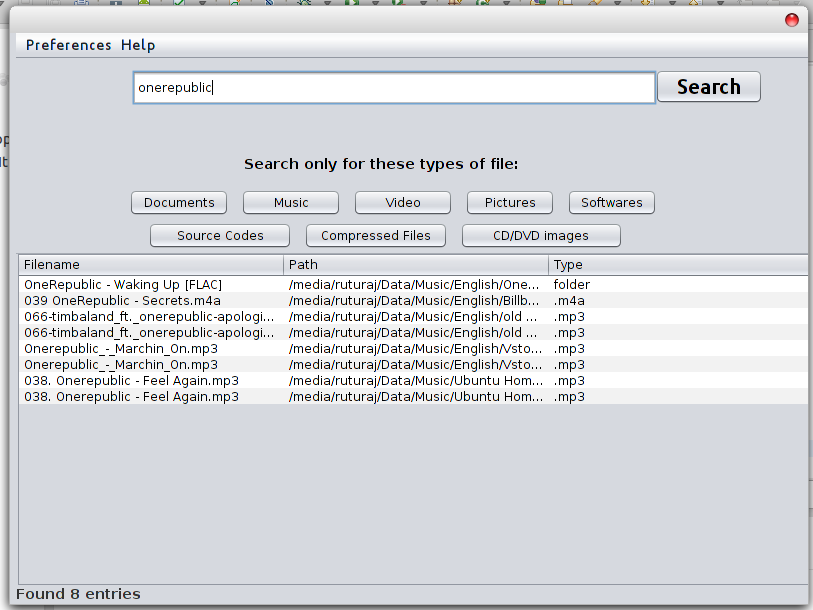 Preferences Help
onerepublic
Search
Search only for these types of file:
Documents Music Video Pictures Softwares
Source Codes Compressed Files CD/DVD images
Filename Path Type
OneRepublic - Waking Up [FLAC] /media/ruturaj/Data/Music/English/One... folder
039 OneRepublic - Secrets.m4a /media/ruturaj/Data/Music/English/Billb... .m4a
066-timbaland_ft._onerepublic-apologi... /media/ruturaj/Data/Music/English/old ... .mp3
066-timbaland_ft._onerepublic-apologi... /media/ruturaj/Data/Music/English/old ... .mp3
Onerepublic_-_Marchin_On.mp3 /media/ruturaj/Data/Music/English/Vsto... .mp3
Onerepublic_-_Marchin_On.mp3 /media/ruturaj/Data/Music/English/Vsto... .mp3
038. Onerepublic - Feel Again.mp3 /media/ruturaj/Data/Music/Ubuntu Hom... .mp3
038. Onerepublic - Feel Again.mp3 /media/ruturaj/Data/Music/Ubuntu Hom... .mp3
Found 8 entries